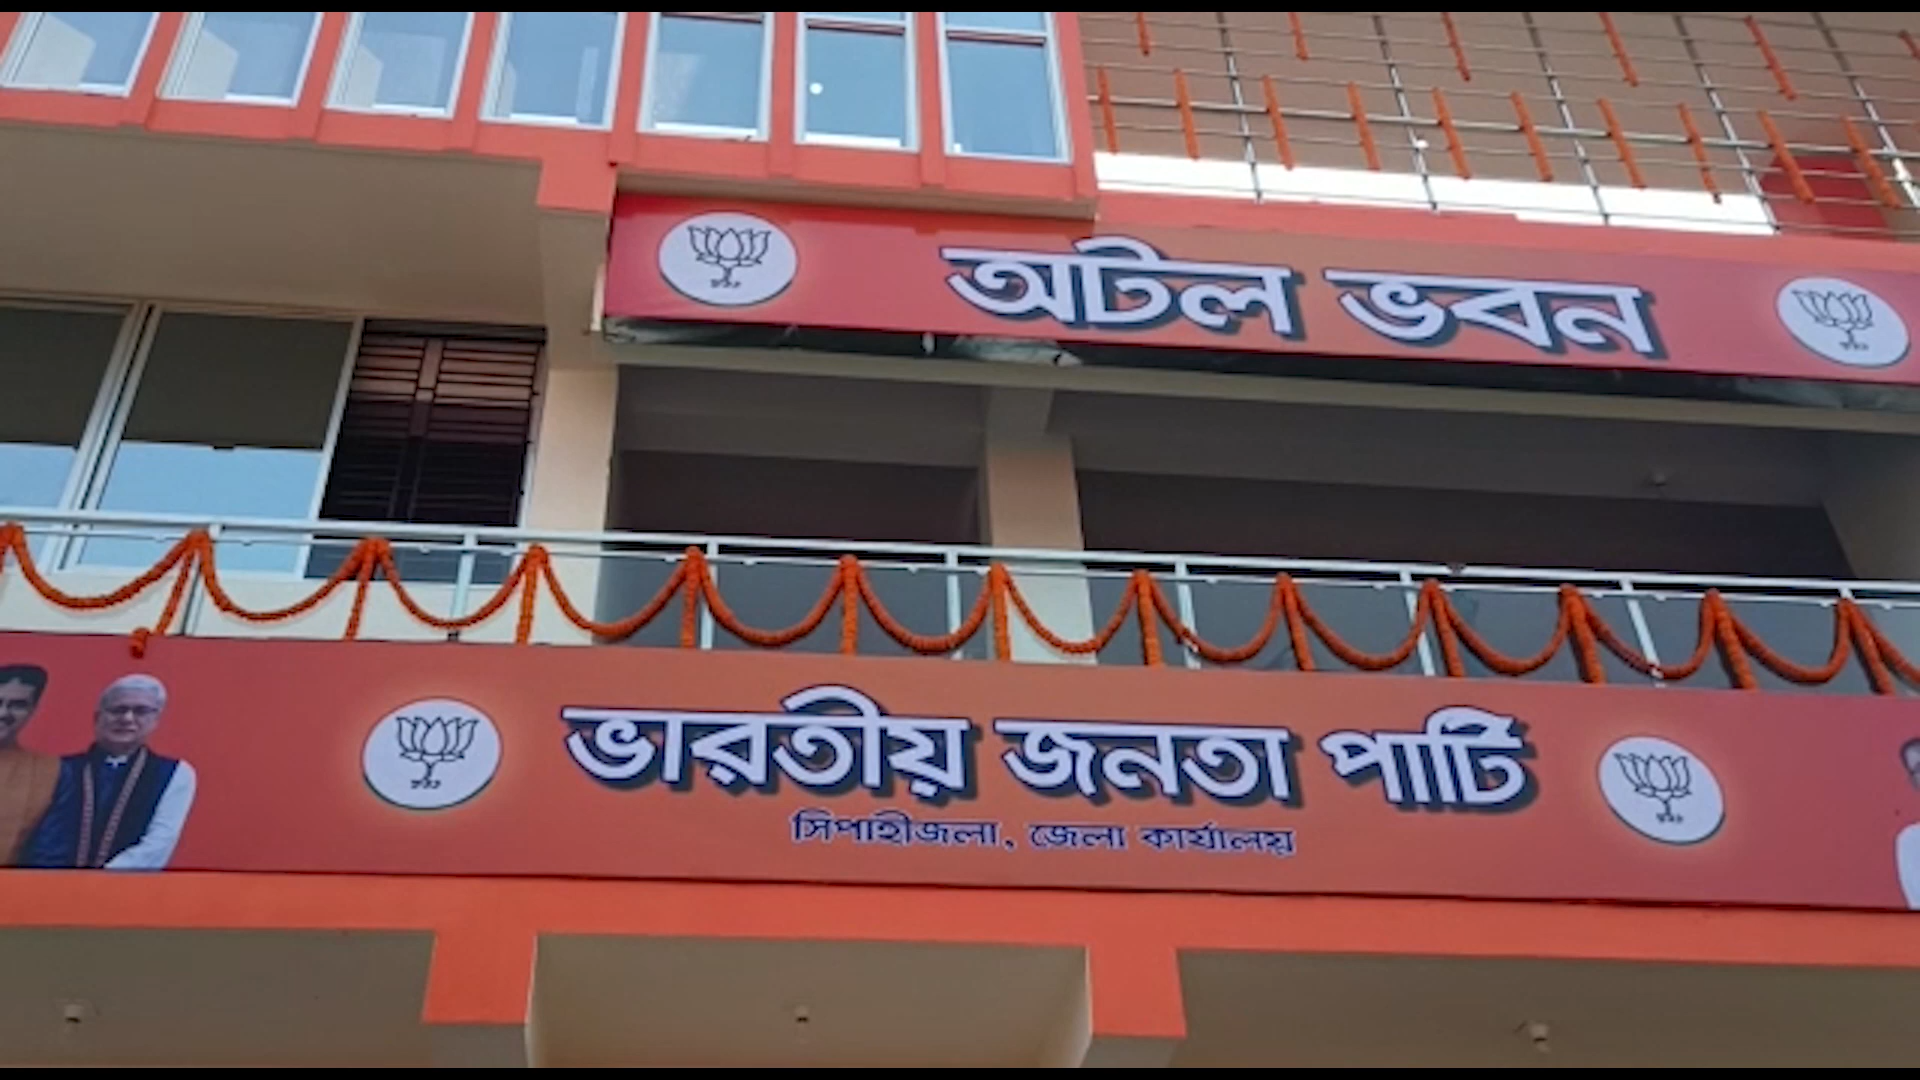 অটল ভবন
ভারতীয় জনতা পার্টি
সিপাহীজলা, জেলা কার্যালয়